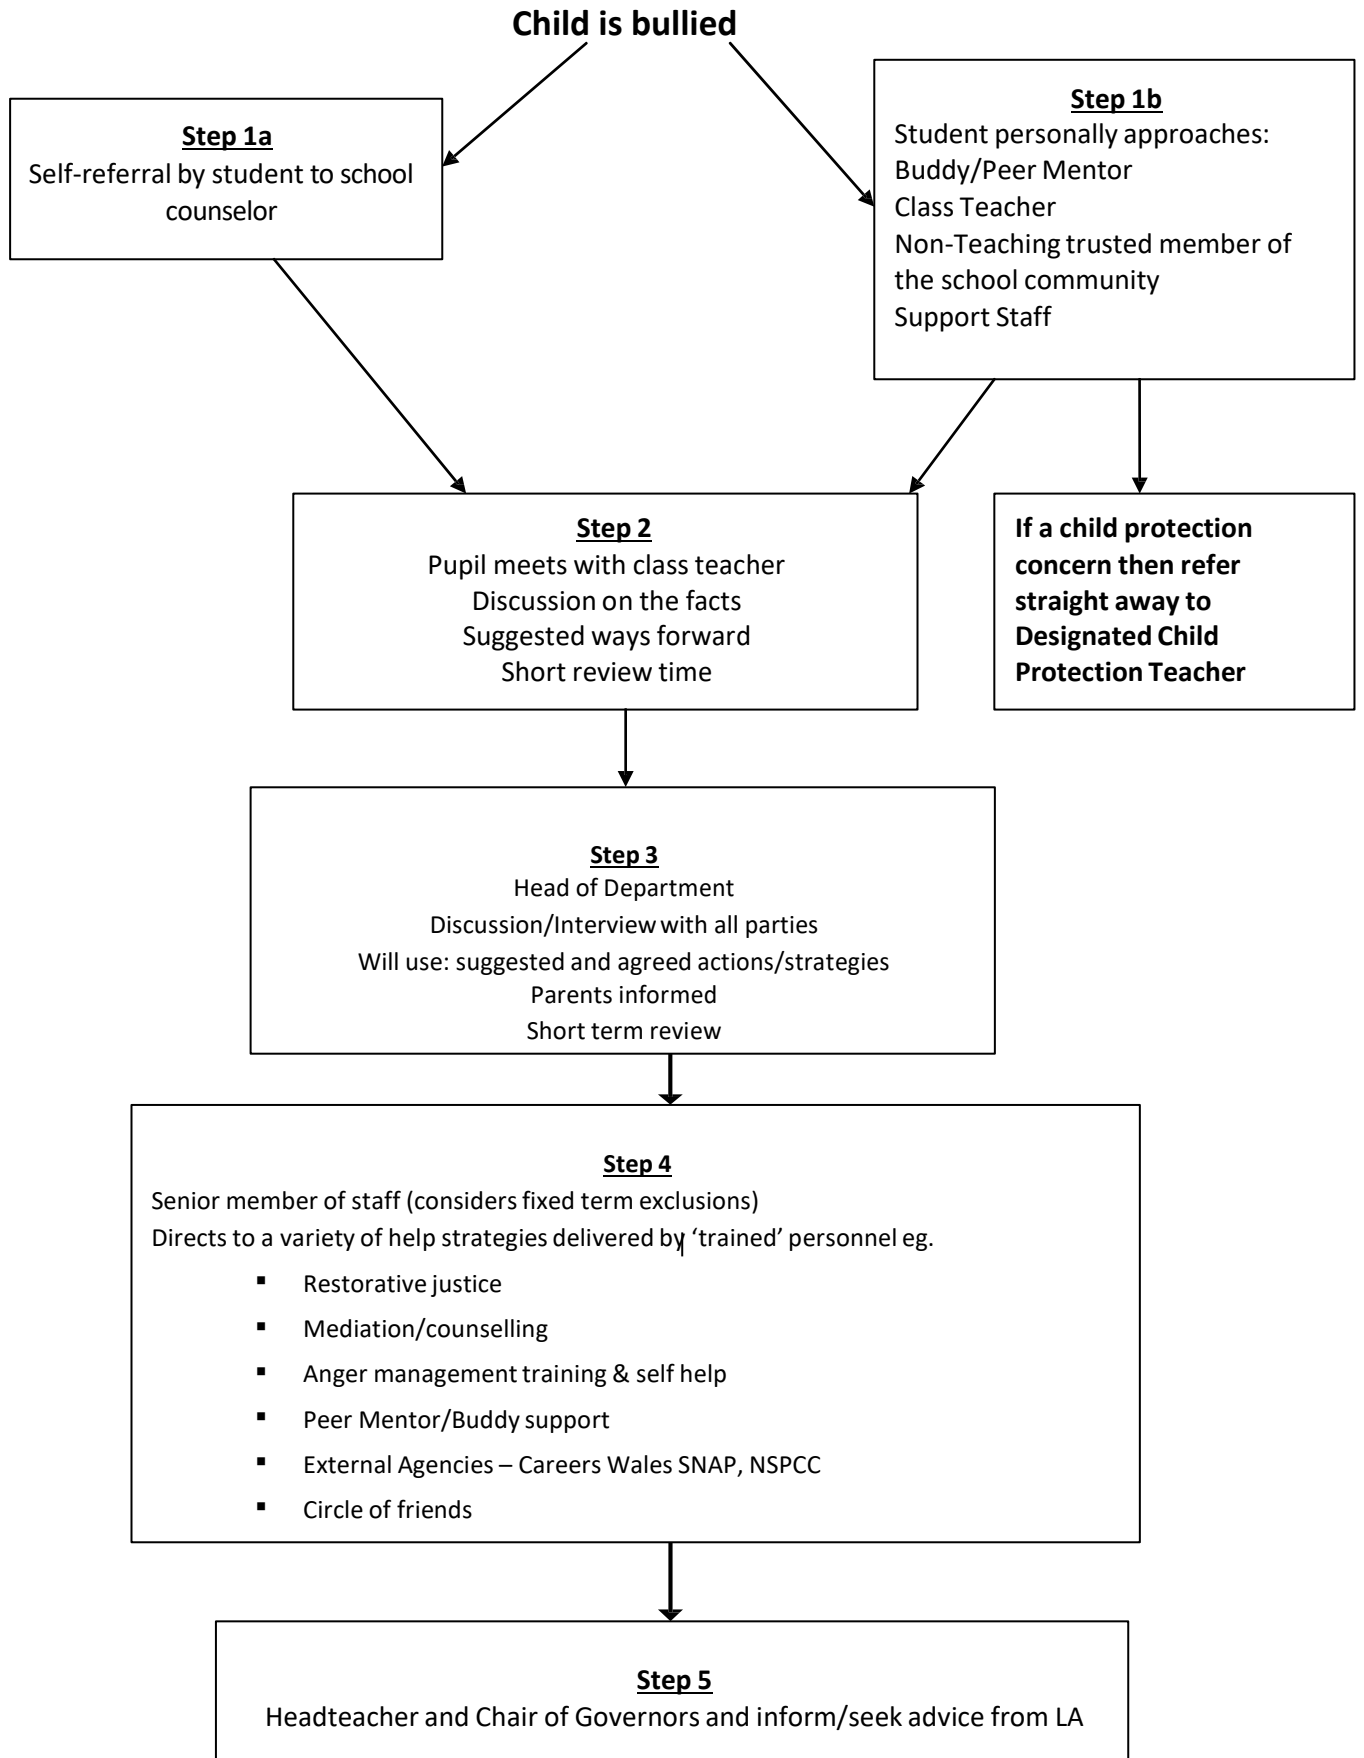 Child is bullied
Step 1a
Self-referral by student to school
counselor
Step 1b
Student personally approaches:
Buddy/Peer Mentor
Class Teacher
Non-Teaching trusted member of
the school community
Support Staff
Step 2
Pupil meets with class teacher
Discussion on the facts
Suggested ways forward
Short review time
If a child protection
concern then refer
straight away to
Designated Child
Protection Teacher
Step 3
Head of Department
Discussion/Interview with all parties
Will use: suggested and agreed actions/strategies
Parents informed
Short term review
Step 4
Senior member of staff (considers fixed term exclusions)
Directs to a variety of help strategies delivered by ‘trained’ personnel eg.
▪ Restorative justice
▪ Mediation/counselling
▪ Anger management training & self help
▪ Peer Mentor/Buddy support
▪ External Agencies – Careers Wales SNAP, NSPCC
▪ Circle of friends
Step 5
Headteacher and Chair of Governors and inform/seek advice from LA